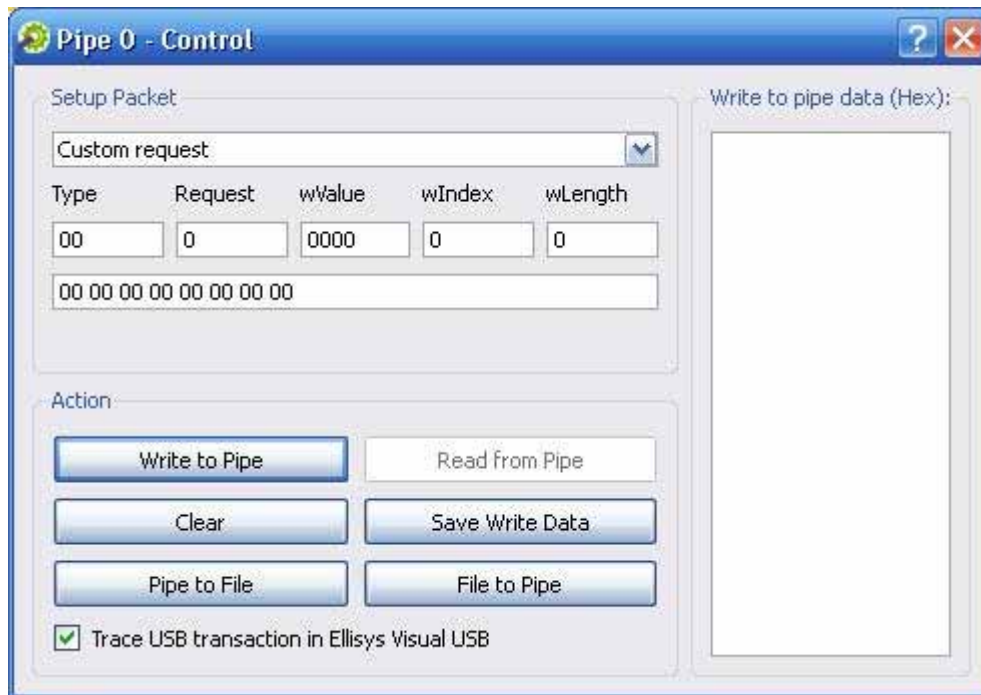 Pipe 0 - Control
Setup Packet
Custom request
Type Request wValue wIndex wLength
00 0 0000 0 0
00 00 00 00 00 00 00 00
Action
Write to Pipe Read from Pipe
Clear Save Write Data
Pipe to File File to Pipe
Trace USB transaction in Ellisys Visual USB
Write to pipe data (Hex):